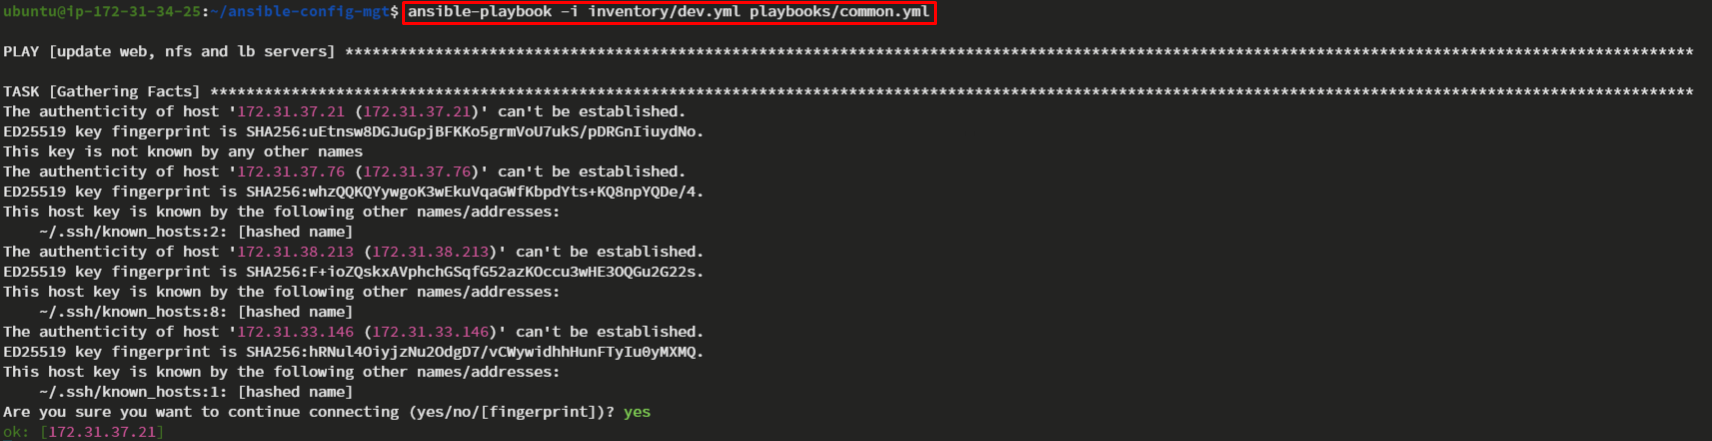 ubuntu@ip-172-31-34-25:~/ansible-config-mgt$ ansible-playbook -i inventory/dev.yml playbooks/common.yml
PLAY [update web, nfs and lb servers] ******************************************************************************************************************************************************
TASK [Gathering Facts] *********************************************************************************************************************************************************************
The authenticity of host '172.31.37.21 (172.31.37.21)' can't be established.
ED25519 key fingerprint is SHA256:uEtnsw8DGJuGpjBFKKo5grmVoU7ukS/pDRGnIiuydNo.
This key is not known by any other names
The authenticity of host '172.31.37.76 (172.31.37.76)' can't be established.
ED25519 key fingerprint is SHA256:whzQQKQYywgoK3wEkuVqaGWfKbpdYts+KQ8npYQDe/4.
This host key is known by the following other names/addresses:
    ~/.ssh/known_hosts:2: [hashed name]
The authenticity of host '172.31.38.213 (172.31.38.213)' can't be established.
ED25519 key fingerprint is SHA256:F+ioZQskxAVphchGSqfG52azKOccu3wHE3OQGu2G22s.
This host key is known by the following other names/addresses:
    ~/.ssh/known_hosts:8: [hashed name]
The authenticity of host '172.31.33.146 (172.31.33.146)' can't be established.
ED25519 key fingerprint is SHA256:hRNul4OiyjzNu2OdgD7/vCWywidhhHunFTyIu0yMXMQ.
This host key is known by the following other names/addresses:
    ~/.ssh/known_hosts:1: [hashed name]
Are you sure you want to continue connecting (yes/no/[fingerprint])? yes
ok: [172.31.37.21]